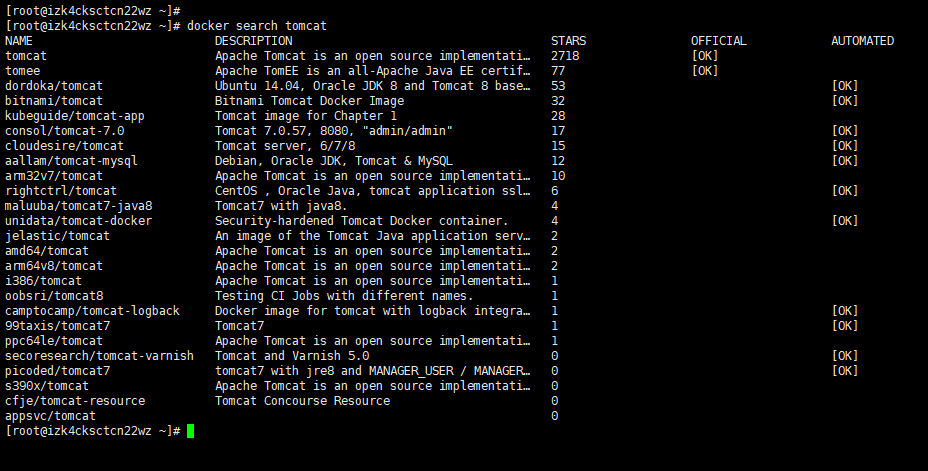 [root@izk4cksctcn22wz ~]#
[root@izk4cksctcn22wz ~]# docker search tomcat
NAME DESCRIPTION STARS OFFICIAL AUTOMATED
tomcat Apache Tomcat is an open source implementati… 2718 [OK]
tomee Apache TomEE is an all-Apache Java EE certif… 77 [OK]
dordoka/tomcat Ubuntu 14.04, Oracle JDK 8 and Tomcat 8 base… 53 [OK]
bitnami/tomcat Bitnami Tomcat Docker Image 32 [OK]
kubeguide/tomcat-app Tomcat image for Chapter 1 28
consol/tomcat-7.0 Tomcat 7.0.57, 8080, "admin/admin" 17 [OK]
cloudesire/tomcat Tomcat server, 6/7/8 15 [OK]
aallam/tomcat-mysql Debian, Oracle JDK, Tomcat & MySQL 12 [OK]
arm32v7/tomcat Apache Tomcat is an open source implementati… 10
rightctrl/tomcat CentOS , Oracle Java, tomcat application ssl… 6 [OK]
maluuba/tomcat7-java8 Tomcat7 with java8. 4
unidata/tomcat-docker Security-hardened Tomcat Docker container. 4 [OK]
jelastic/tomcat An image of the Tomcat Java application serv… 2
amd64/tomcat Apache Tomcat is an open source implementati… 2
arm64v8/tomcat Apache Tomcat is an open source implementati… 2
i386/tomcat Apache Tomcat is an open source implementati… 1
oobsri/tomcat8 Testing CI Jobs with different names. 1
camptocamp/tomcat-logback Docker image for tomcat with logback integra… 1 [OK]
99taxis/tomcat7 Tomcat7 1 [OK]
ppc64le/tomcat Apache Tomcat is an open source implementati… 1
secoresearch/tomcat-varnish Tomcat and Varnish 5.0 0 [OK]
picoded/tomcat7 tomcat7 with jre8 and MANAGER_USER / MANAGER… 0 [OK]
s390x/tomcat Apache Tomcat is an open source implementati… 0
cfje/tomcat-resource Tomcat Concourse Resource 0
appsvc/tomcat 0
[root@izk4cksctcn22wz ~]#